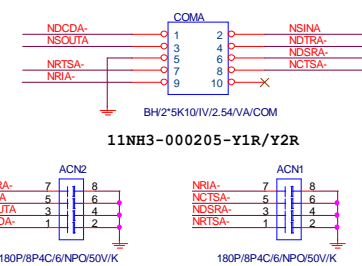 COMA
NDCDA- 1 2 NSINA
NSOUTA 3 4 NDTRA-
5 6 NDSRA-
NRTSA- 7 8 NCTSA-
NRIA- 9 10
BH/2*5K10/IV/2.54/VA/COM
11NH3-000205-Y1R/Y2R
ACN2 ACN1
7 8 NRIA- 7 8
5 6 NCTSA- 5 6
3 4 NDSRA- 3 4
1 2 NRTSA- 1 2
180P/8P4C/6/NPO/50V/K 180P/8P4C/6/NPO/50V/K